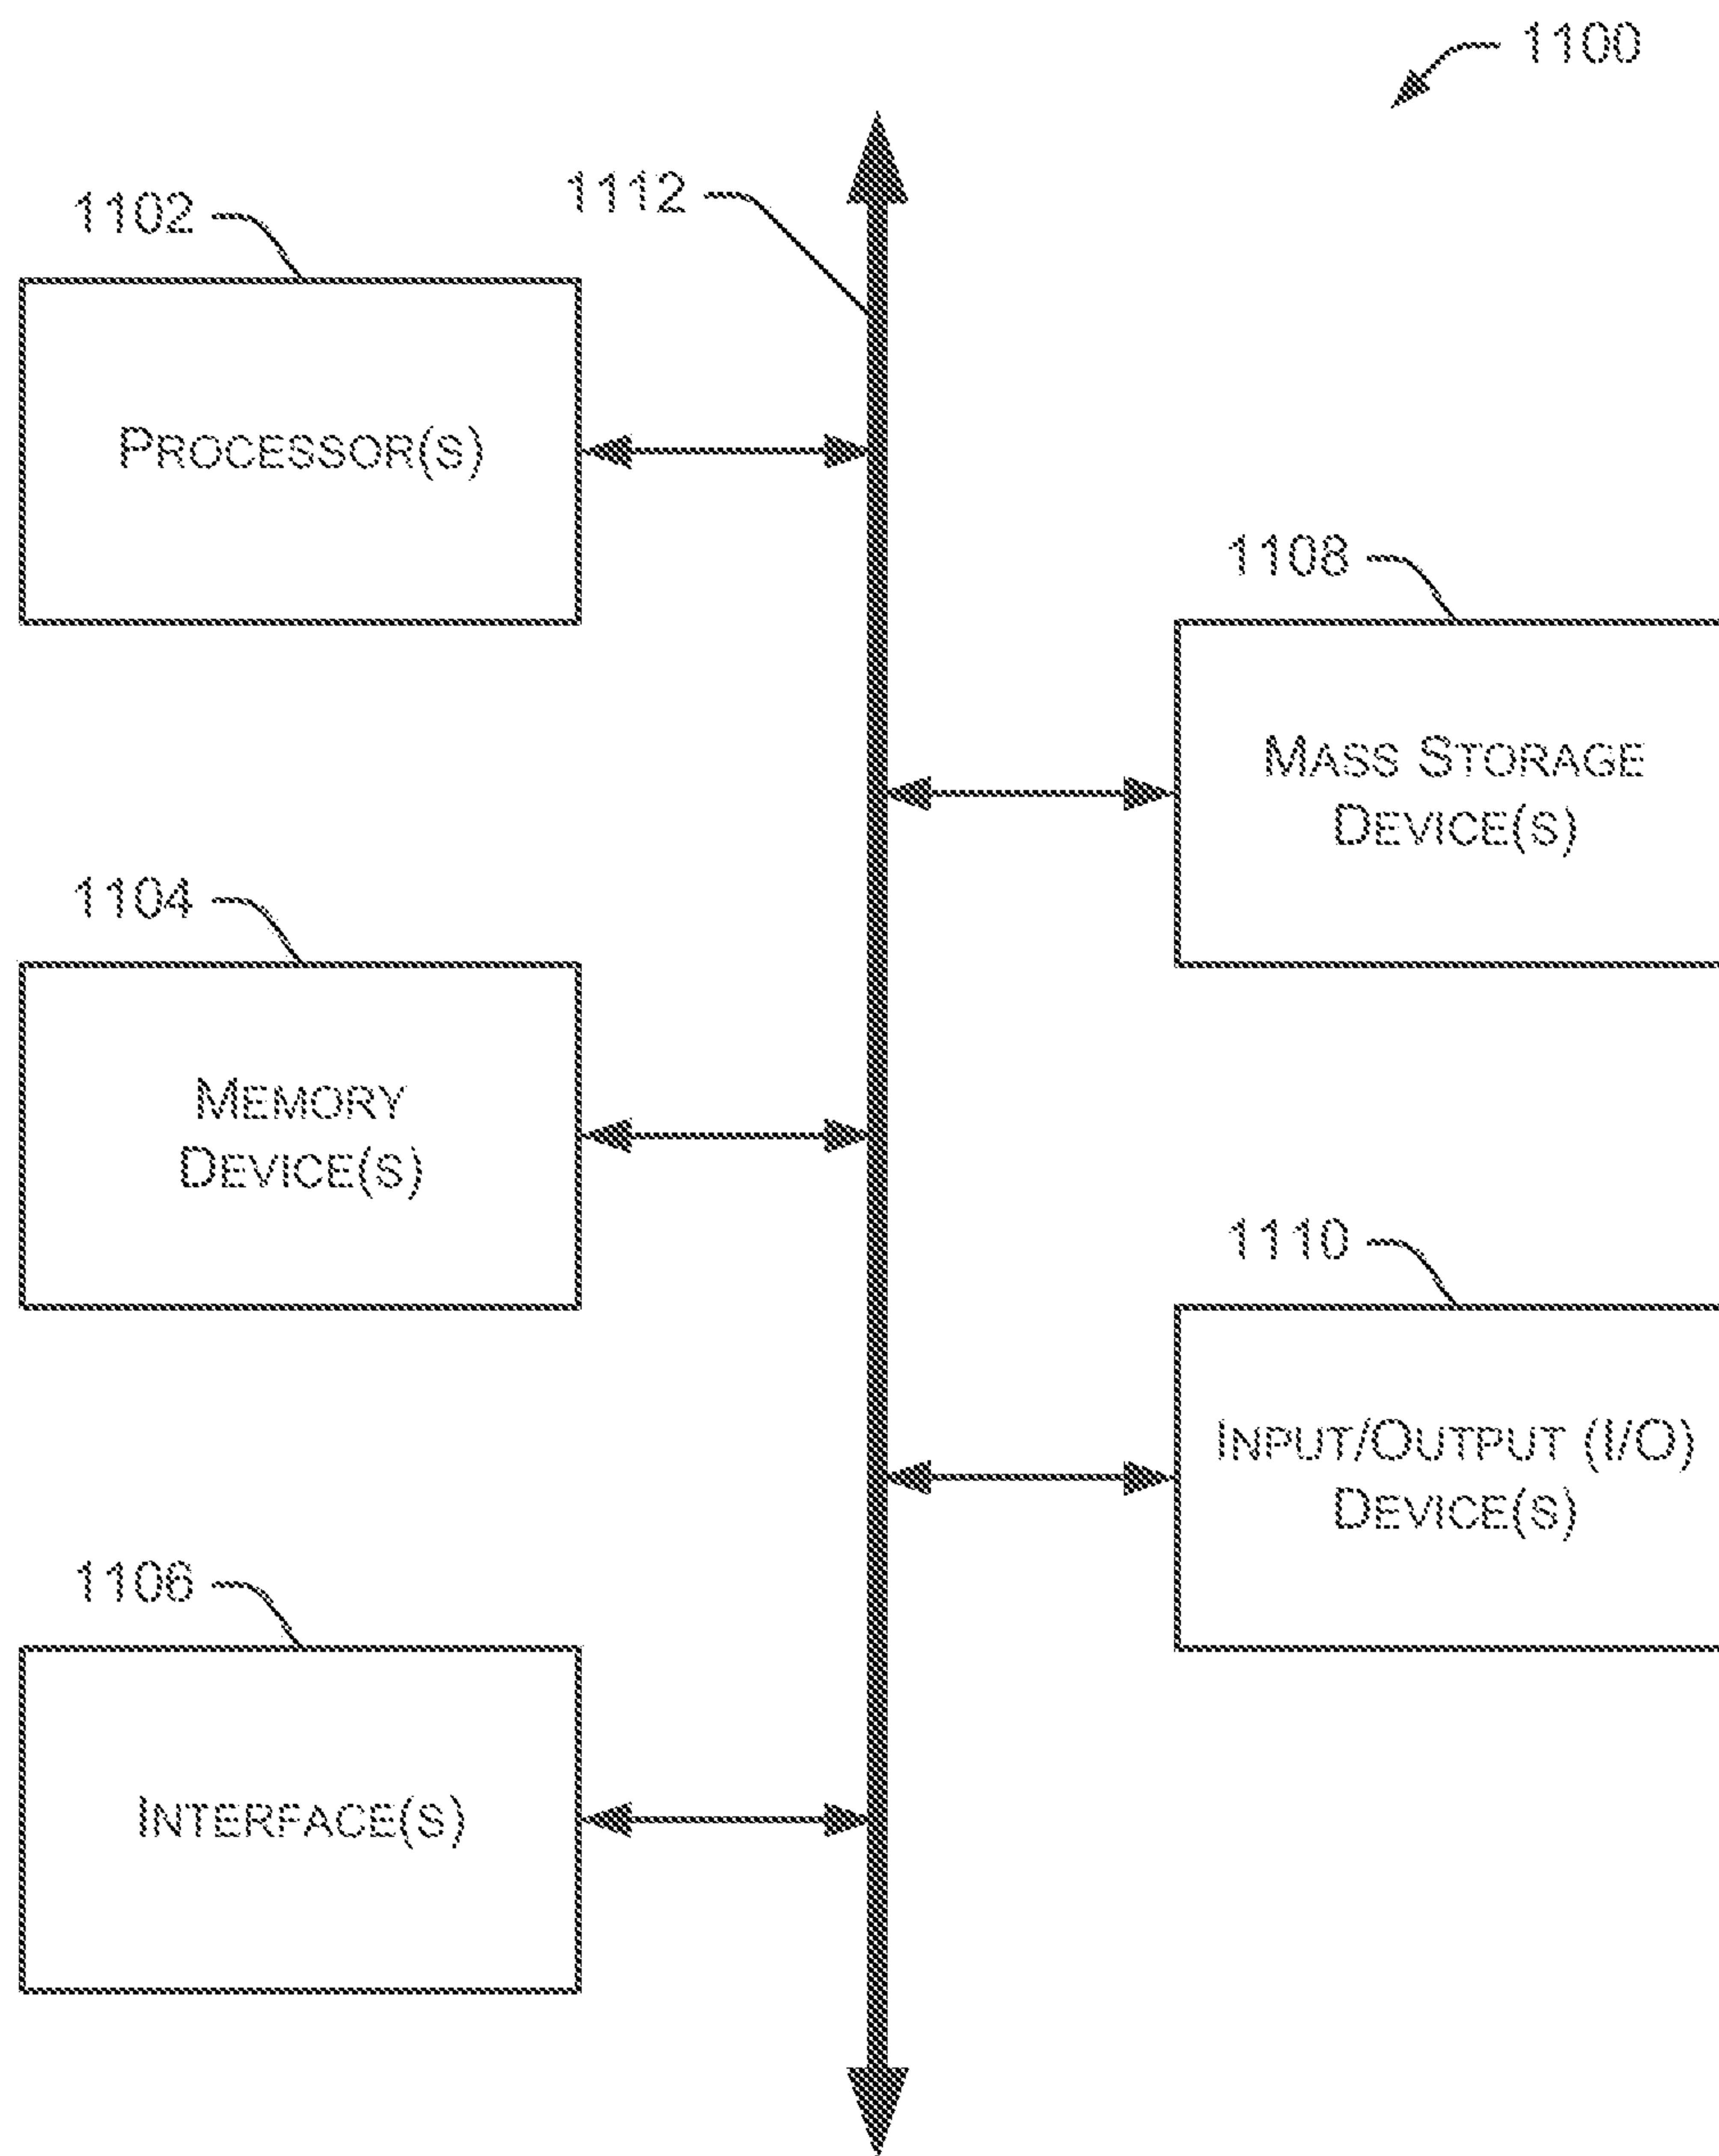 1100
1112
1102
PROCESSOR(S)
1108
MASS STORAGE
DEVICE(S)
1104
MEMORY
DEVICE(S)
1110
INPUT/OUTPUT (I/O)
DEVICE(S)
1106
INTERFACE(S)